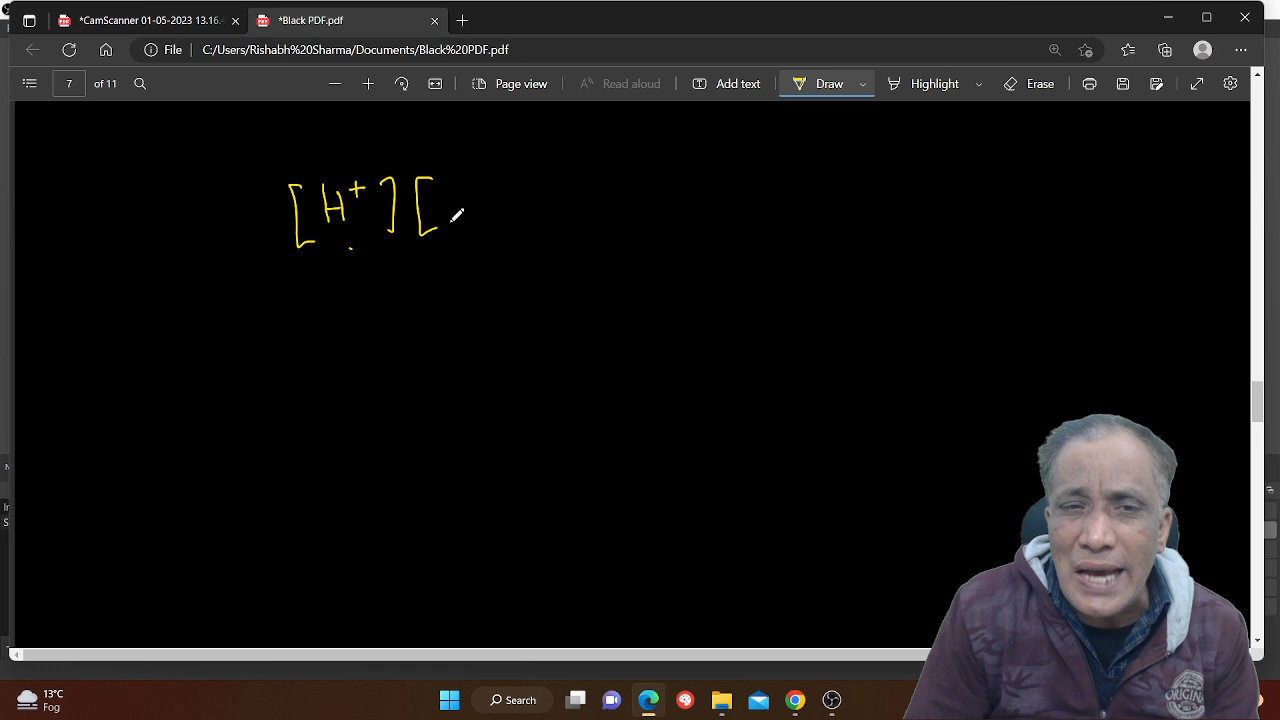 *CamScanner 01-05-2023 13.16.
*Black PDF.pdf
File C:/Users/Rishabh%20Sharma/Documents/Black%20PDF.pdf
7 of 11 Page view Read aloud Add text Draw Highlight Erase
[H+][
ORIGINAL
13°C
Fog
Search